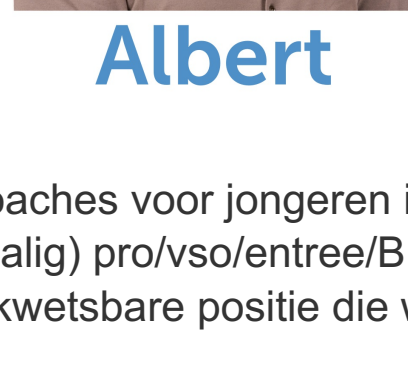 Albert
oaches voor jongeren i
alig) pro/vso/entree/B
kwetsbare positie die w